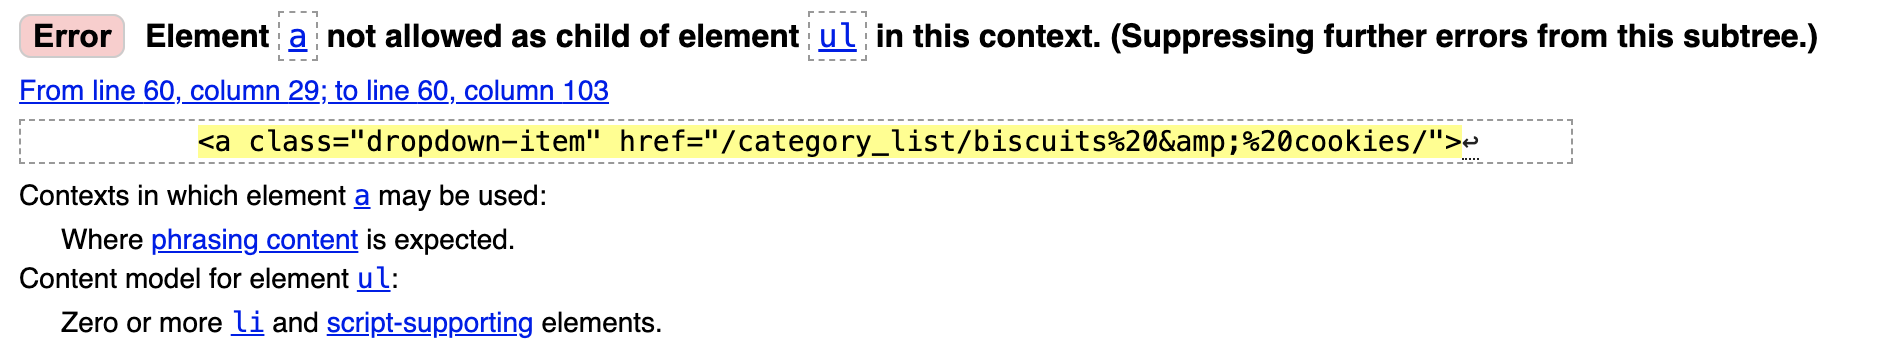 Error Element a not allowed as child of element ul in this context. (Suppressing further errors from this subtree.)
From line 60, column 29; to line 60, column 103
<a class="dropdown-item" href="/category_list/biscuits%20&amp;%20cookies/">↩
Contexts in which element a may be used:
Where phrasing content is expected.
Content model for element ul:
Zero or more li and script-supporting elements.